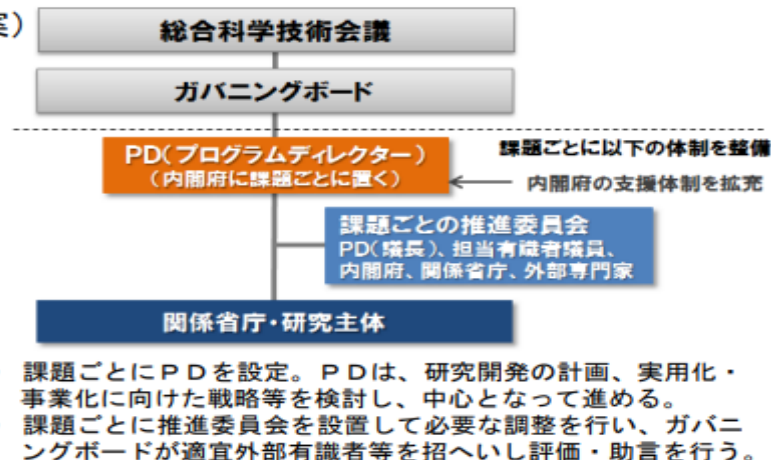 案）
総合科学技術会議
ガバニングボード
PD（プログラムディレクター）
（内閣府に課題ごとに置く）
課題ごとに以下の体制を整備
内閣府の支援体制を拡充
課題ごとの推進委員会
PD（議長）、担当有識者議員、
内閣府、関係省庁、外部専門家
関係省庁・研究主体
課題ごとにＰＤを設定。ＰＤは、研究開発の計画、実用化・
事業化に向けた戦略等を検討し、中心となって進める。
課題ごとに推進委員会を設置して必要な調整を行い、ガバニ
ングボードが適宜外部有識者等を招へいし評価・助言を行う。